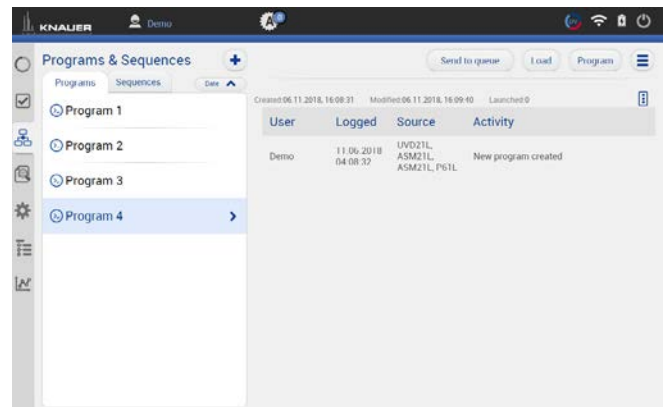 KNAUER
Demo
Programs & Sequences
Send to queue
Load
Program
Programs
Sequences
Date
Created:06.11.2018, 16:08:31 Modified:06.11.2018, 16:09:40 Launched:0
Program 1
Program 2
Program 3
Program 4
User Logged Source Activity
Demo 11.06.2018 04:08:32 UVD21L, ASM21L, ASM21L, P61L New program created